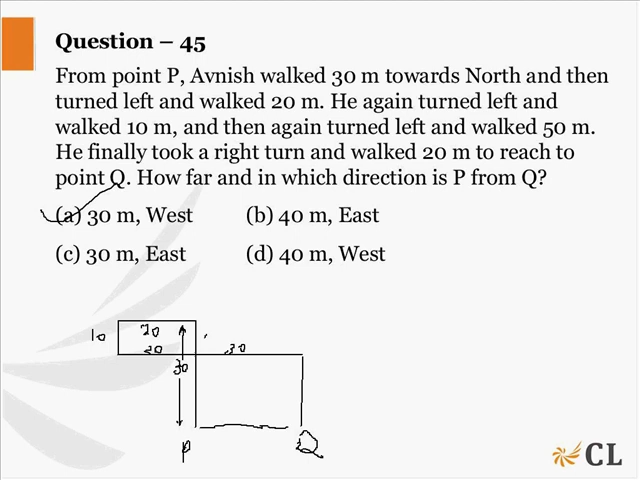 Question – 45
From point P, Avnish walked 30 m towards North and then
turned left and walked 20 m. He again turned left and
walked 10 m, and then again turned left and walked 50 m.
He finally took a right turn and walked 20 m to reach to
point Q. How far and in which direction is P from Q?
(a) 30 m, West (b) 40 m, East
(c) 30 m, East (d) 40 m, West
20
10
20 30
30
P Q
CL